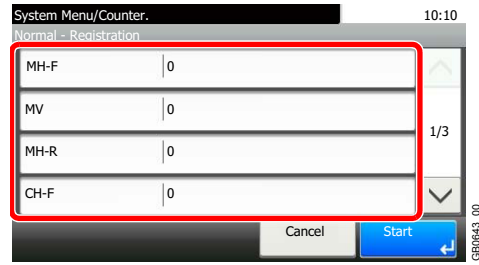 System Menu/Counter. 10:10
Normal - Registration
MH-F 0
MV 0
1/3
MH-R 0
CH-F 0
Cancel Start
GB0643_00